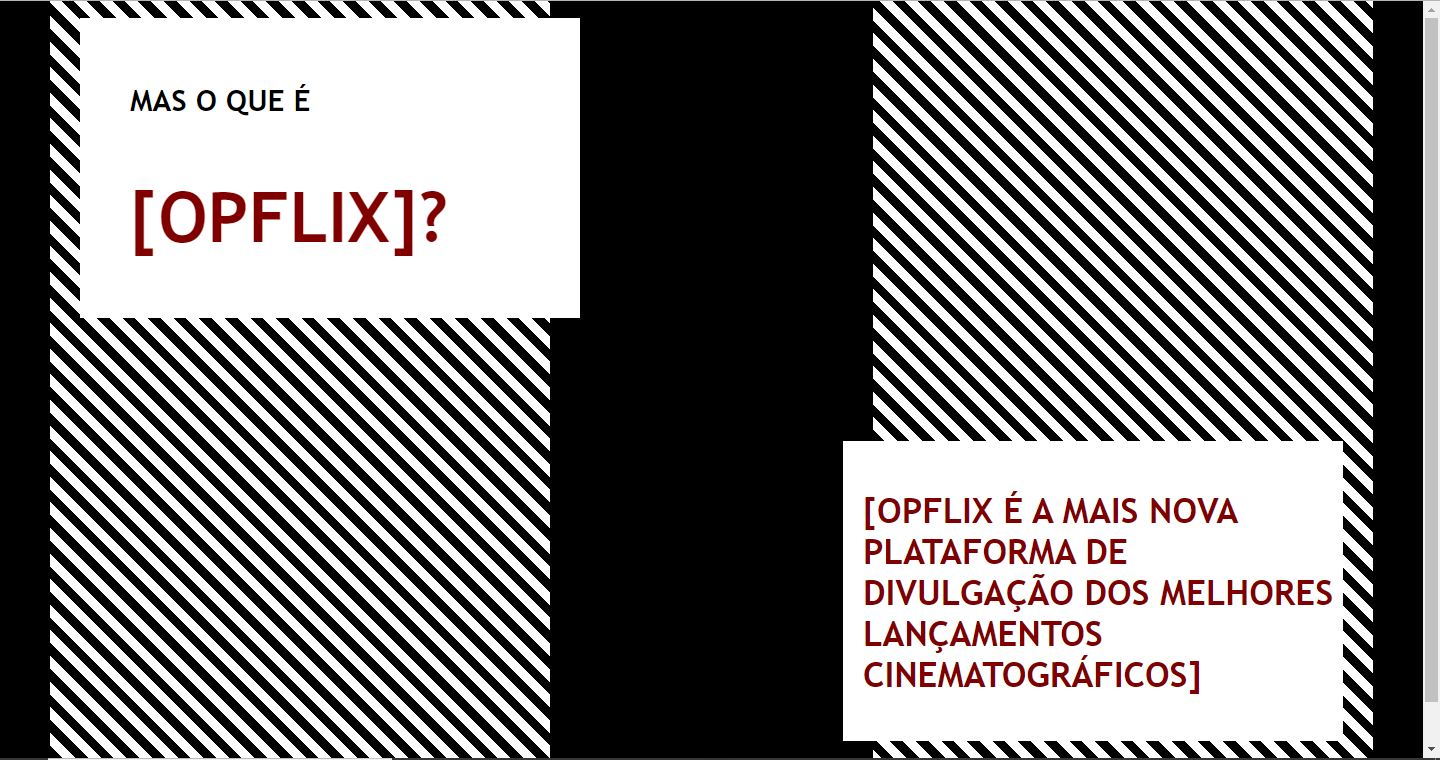 MAS O QUE É
[OPFLIX]?
[OPFLIX É A MAIS NOVA
PLATAFORMA DE
DIVULGAÇÃO DOS MELHORES
LANÇAMENTOS
CINEMATOGRÁFICOS]